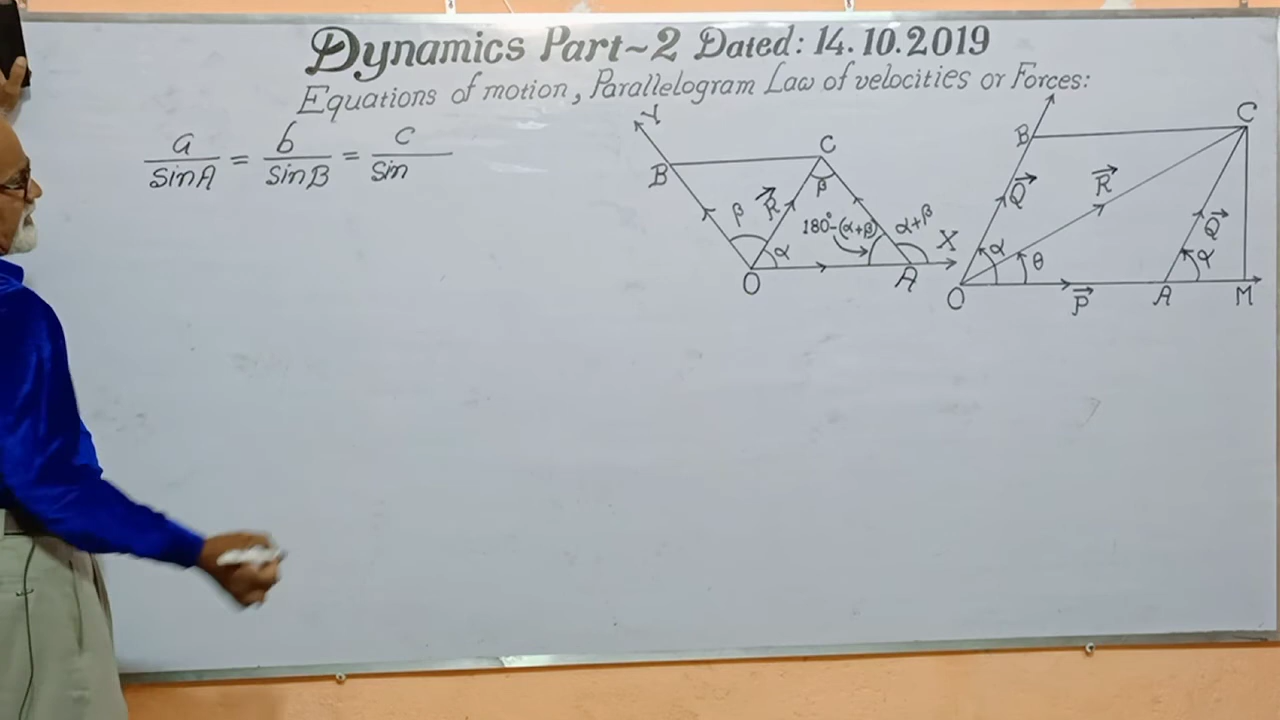 Dynamics Part~2 Dated: 14.10.2019
Equations of motion, Parallelogram Law of velocities or Forces:
a/sinA = b/sinB = c/sin
Y
B
C
β
β
R⃗
α
180°-(α+β)
α+β
X
O
A
B
C
Q⃗
R⃗
Q⃗
α
θ
α
O
P⃗
A
M